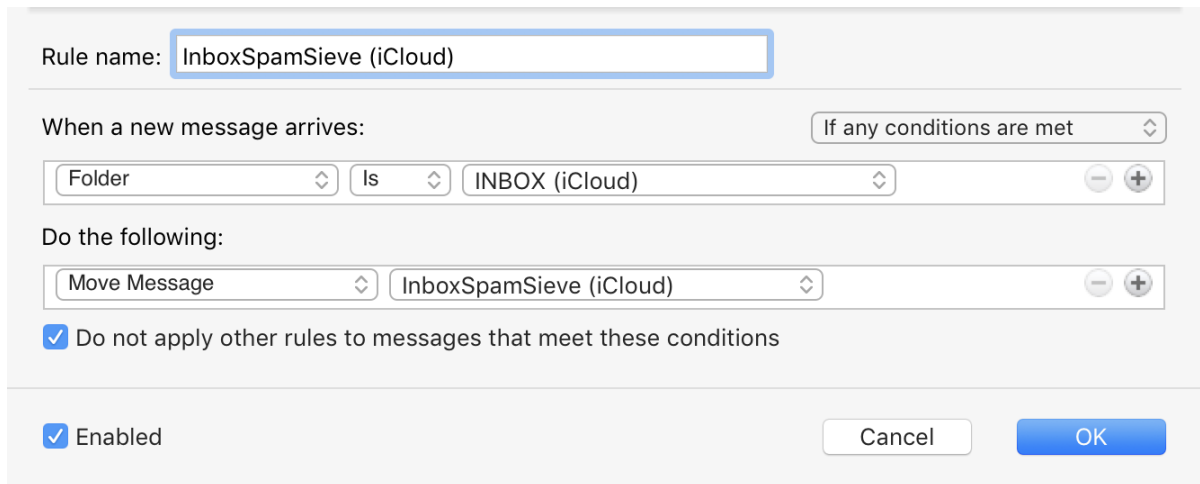 Rule name: InboxSpamSieve (iCloud)
When a new message arrives: If any conditions are met
Folder Is INBOX (iCloud)
Do the following:
Move Message InboxSpamSieve (iCloud)
Do not apply other rules to messages that meet these conditions
Enabled Cancel OK